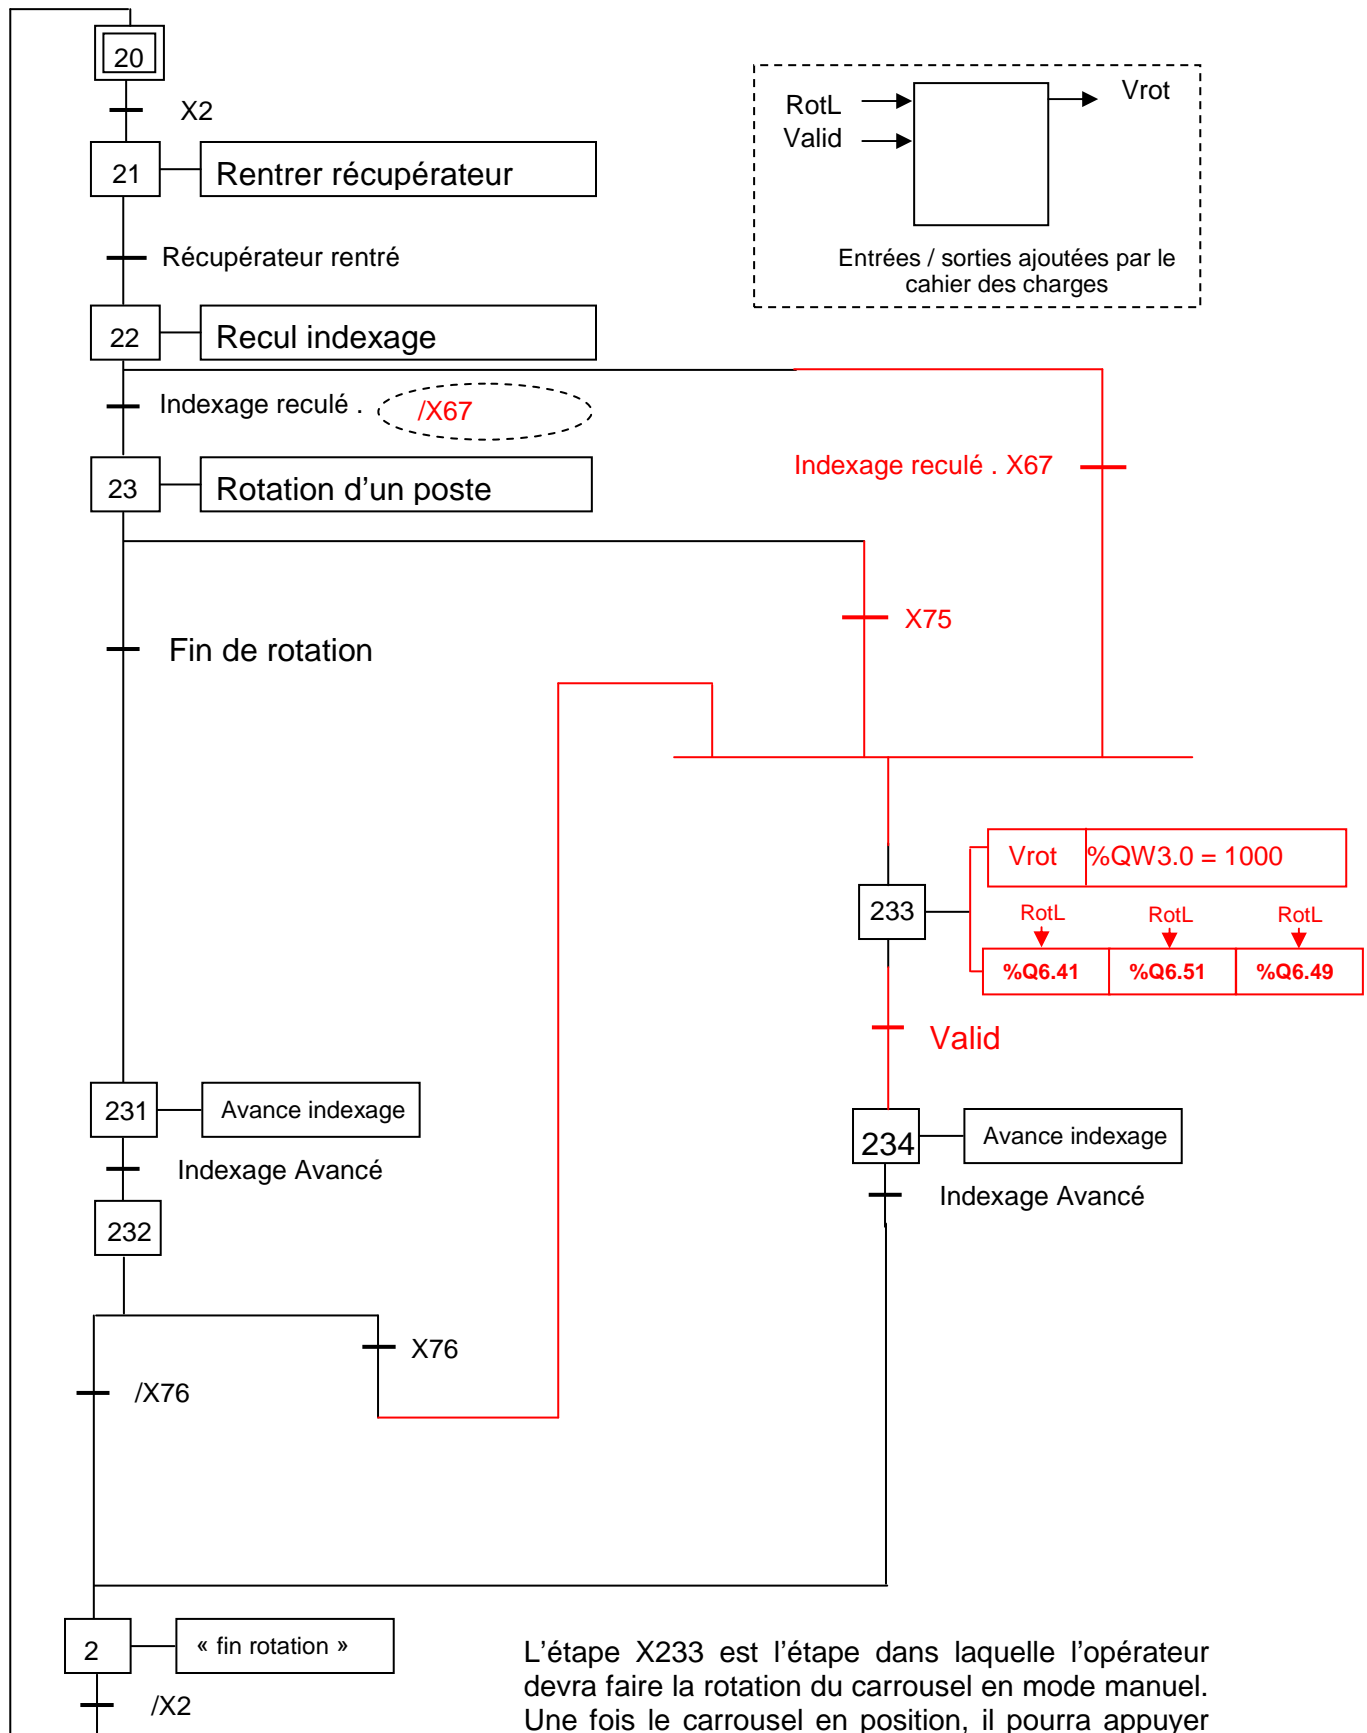 20
X2
RotL
Valid
Vrot
Entrées / sorties ajoutées par le
cahier des charges
21
Rentrer récupérateur
Récupérateur rentré
22
Recul indexage
Indexage reculé . /X67
Indexage reculé . X67
23
Rotation d'un poste
X75
Fin de rotation
Vrot %QW3.0 = 1000
233
RotL RotL RotL
%Q6.41 %Q6.51 %Q6.49
Valid
231
Avance indexage
234
Avance indexage
Indexage Avancé
Indexage Avancé
232
X76
/X76
2
« fin rotation »
/X2
L'étape X233 est l'étape dans laquelle l'opérateur
devra faire la rotation du carrousel en mode manuel.
Une fois le carrousel en position, il pourra appuyer